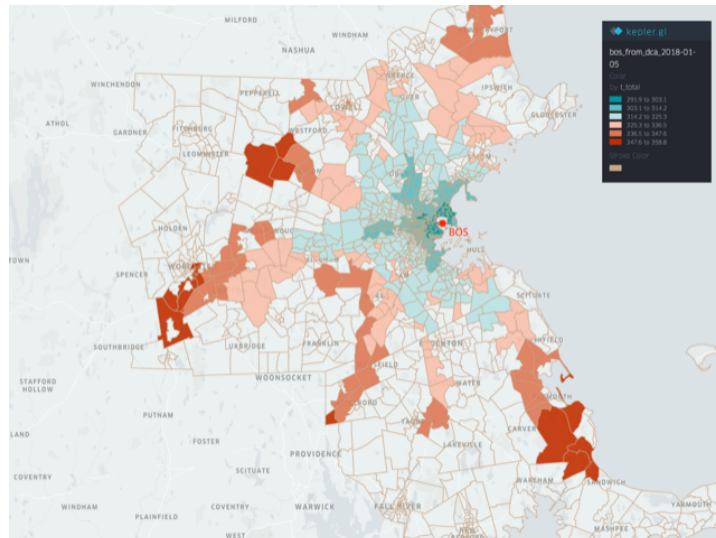 MILFORD
WINDHAM
NASHUA
WINCHENDON
PEPPERELL
IPSWICH
GLOUCESTER
ATHOL
GARDNER
FITCHBURG
WESTFORD
LEOMINSTER
HOLDEN
BOS
HULL
SPENCER
SCITUATE
SOUTHBRIDGE
UXBRIDGE
FRANKLIN
WOONSOCKET
STAFFORD
HOLLOW
PUTNAM
CARVER
FOSTER
LAKEVILLE
PROVIDENCE
SCITUATE
COVENTRY
WAREHAM
SANDWICH
WINDHAM
COVENTRY
WARWICK
FALL RIVER
YARMOUTH
PLAINFIELD
MASHPEE
WEST
NEW
kepler.gl
bos_from_dca_2018-01-
05
Color
by t_total
291.9 to 303.1
303.1 to 314.2
314.2 to 325.3
325.3 to 336.5
336.5 to 347.6
347.6 to 358.8
Stroke Color